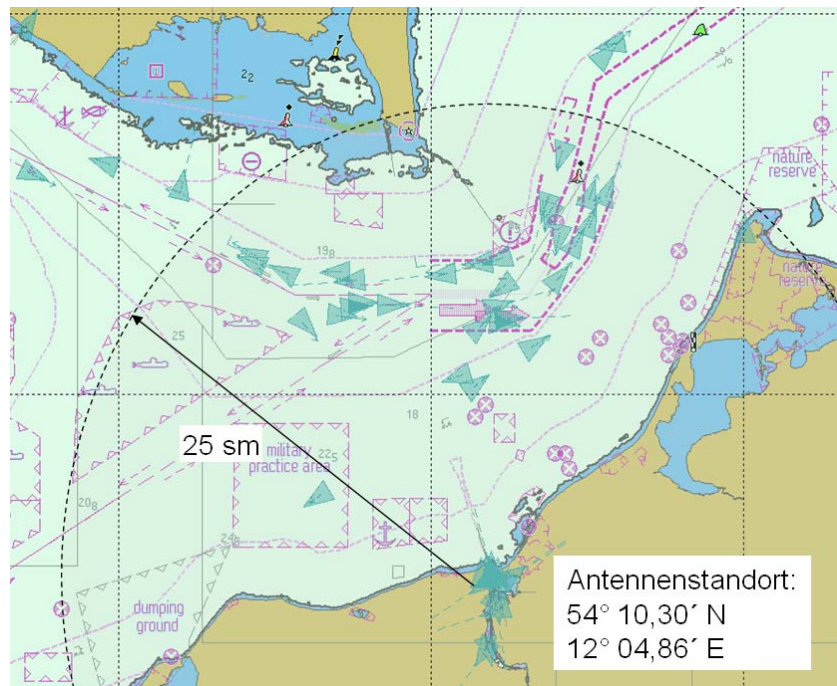 2₂
nature
reserve
19₈
nature
reserve
25
18
25 sm
military
practice area
22₅
20₈
24₈
dumping
ground
Antennenstandort:
54° 10,30´ N
12° 04,86´ E